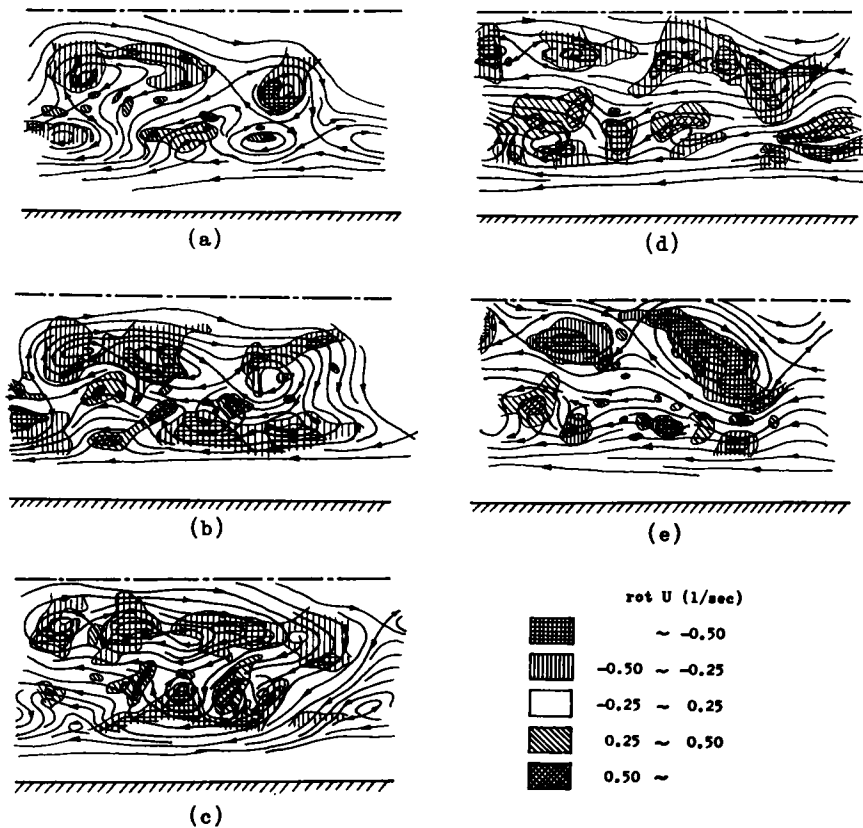 (a)
(b)
(c)
(d)
(e)
rot U (1/sec)
~ -0.50
-0.50 ~ -0.25
-0.25 ~ 0.25
0.25 ~ 0.50
0.50 ~